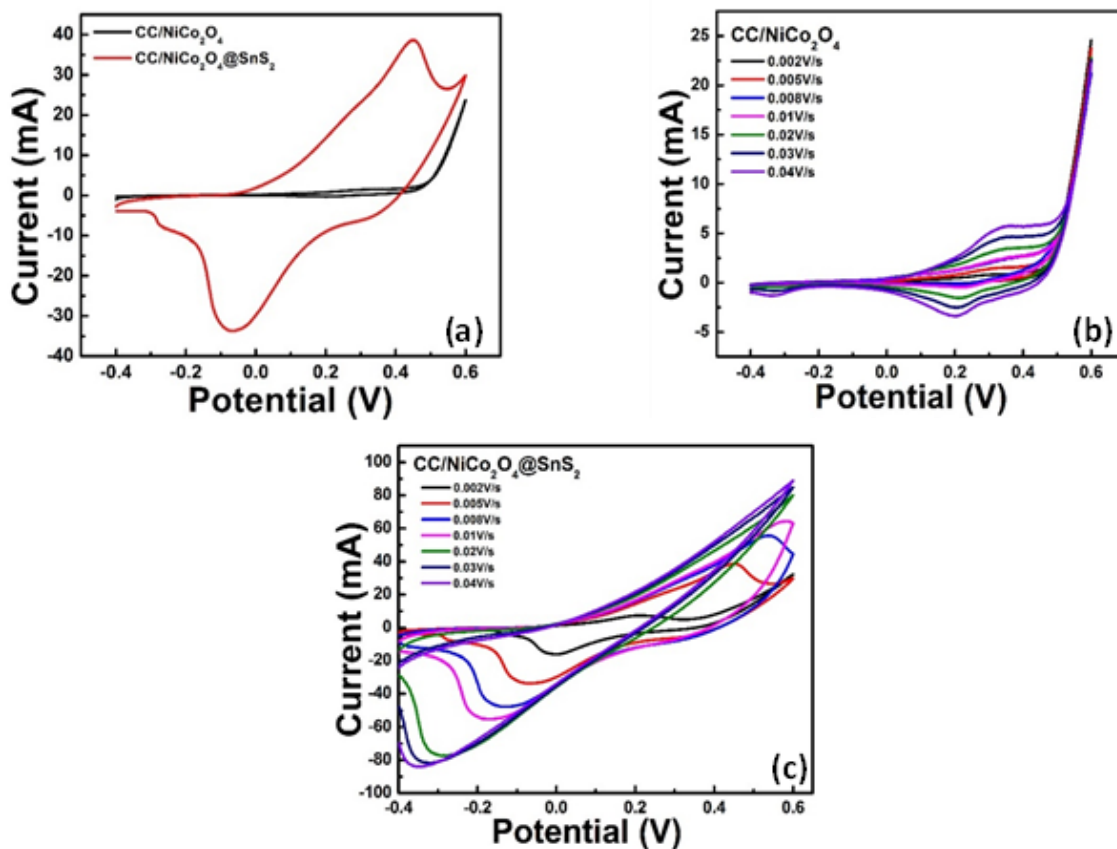 CC/NiCo₂O₄
CC/NiCo₂O₄@SnS₂
Current (mA)
40
30
20
10
0
-10
-20
-30
-40
-0.4 -0.2 0.0 0.2 0.4 0.6
Potential (V)
(a)
CC/NiCo₂O₄
0.002V/s
0.005V/s
0.008V/s
0.01V/s
0.02V/s
0.03V/s
0.04V/s
Current (mA)
25
20
15
10
5
0
-5
-0.4 -0.2 0.0 0.2 0.4 0.6
Potential (V)
(b)
CC/NiCo₂O₄@SnS₂
0.002V/s
0.005V/s
0.008V/s
0.01V/s
0.02V/s
0.03V/s
0.04V/s
Current (mA)
100
80
60
40
20
0
-20
-40
-60
-80
-100
-0.4 -0.2 0.0 0.2 0.4 0.6
Potential (V)
(c)